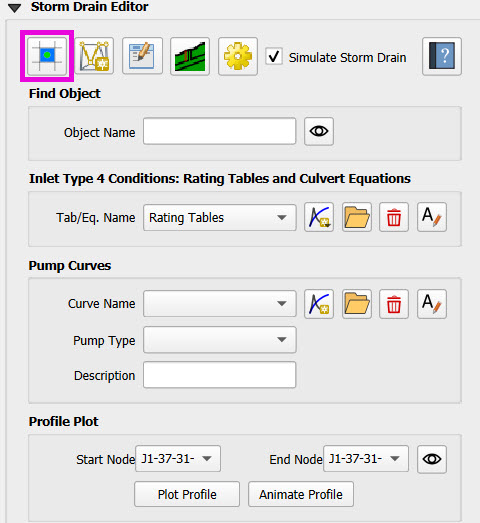 Storm Drain Editor
Simulate Storm Drain
?
Find Object
Object Name
Inlet Type 4 Conditions: Rating Tables and Culvert Equations
Tab/Eq. Name Rating Tables A
Pump Curves
Curve Name A
Pump Type
Description
Profile Plot
Start Node J1-37-31- End Node J1-37-31-
Plot Profile Animate Profile